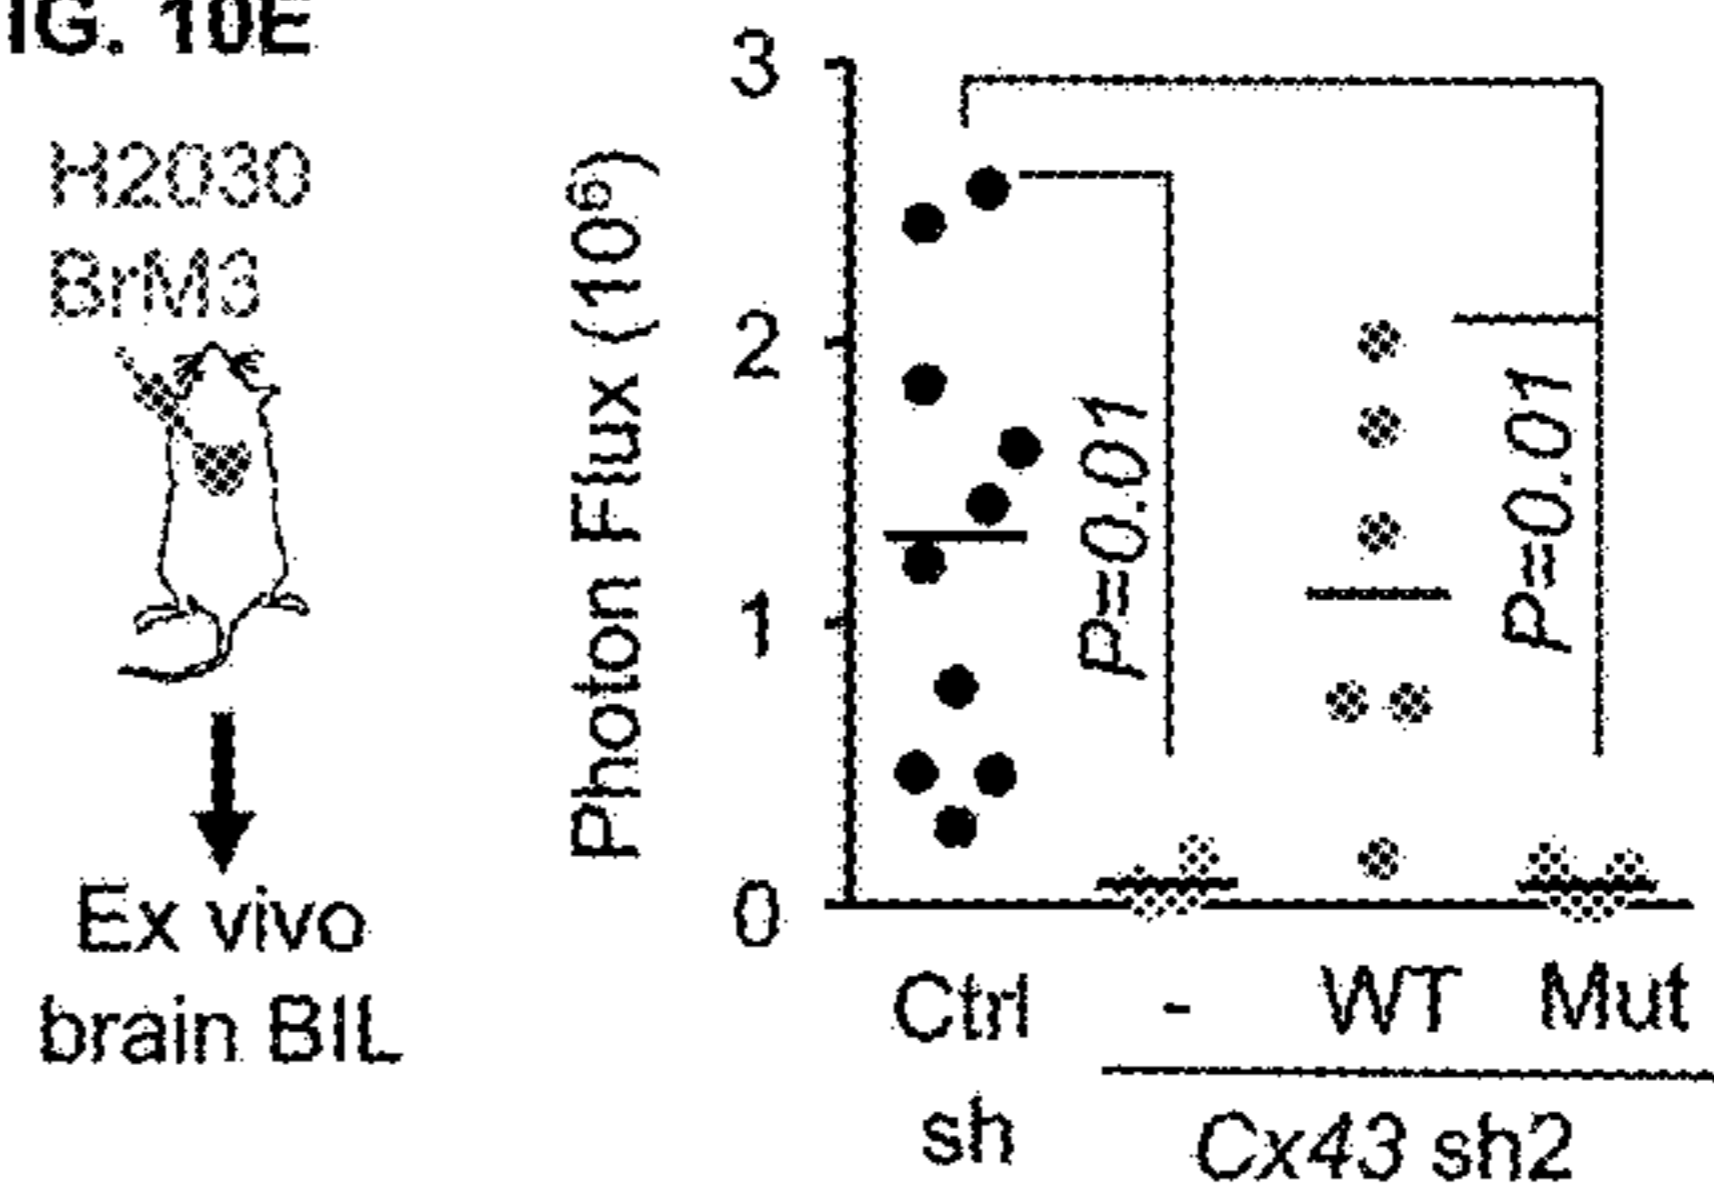 IG. 10E
H2030
BrM3
Ex vivo
brain BIL
Photon Flux (10⁶)
3
2
1
0
P=0.01
P=0.01
Ctrl - WT Mut
sh Cx43 sh2